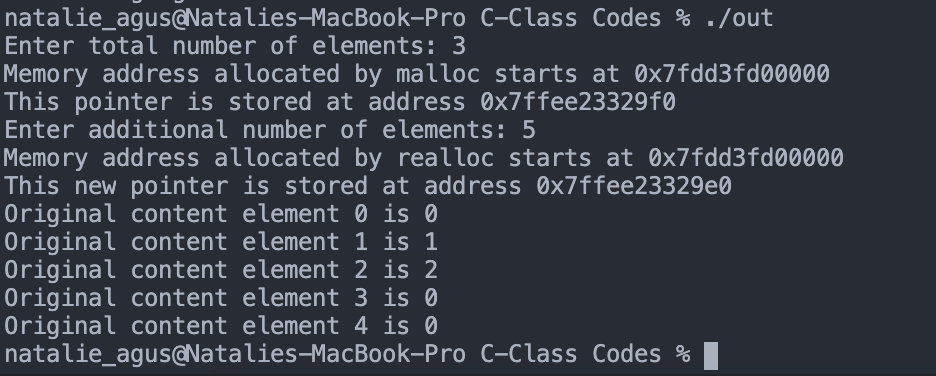 natalie_agus@Natalies-MacBook-Pro C-Class Codes % ./out
Enter total number of elements: 3
Memory address allocated by malloc starts at 0x7fdd3fd00000
This pointer is stored at address 0x7ffee23329f0
Enter additional number of elements: 5
Memory address allocated by realloc starts at 0x7fdd3fd00000
This new pointer is stored at address 0x7ffee23329e0
Original content element 0 is 0
Original content element 1 is 1
Original content element 2 is 2
Original content element 3 is 0
Original content element 4 is 0
natalie_agus@Natalies-MacBook-Pro C-Class Codes %